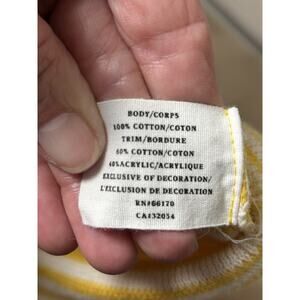 BODY/CORPS
100% COTTON/COTON
TRIM/BORDURE
60% COTTON/COTON
40% ACRYLIC/ACRYLIQUE
EXCLUSIVE OF DECORATION/
L'EXCLUSION DE DECORATION
RN#66170
CA#32054